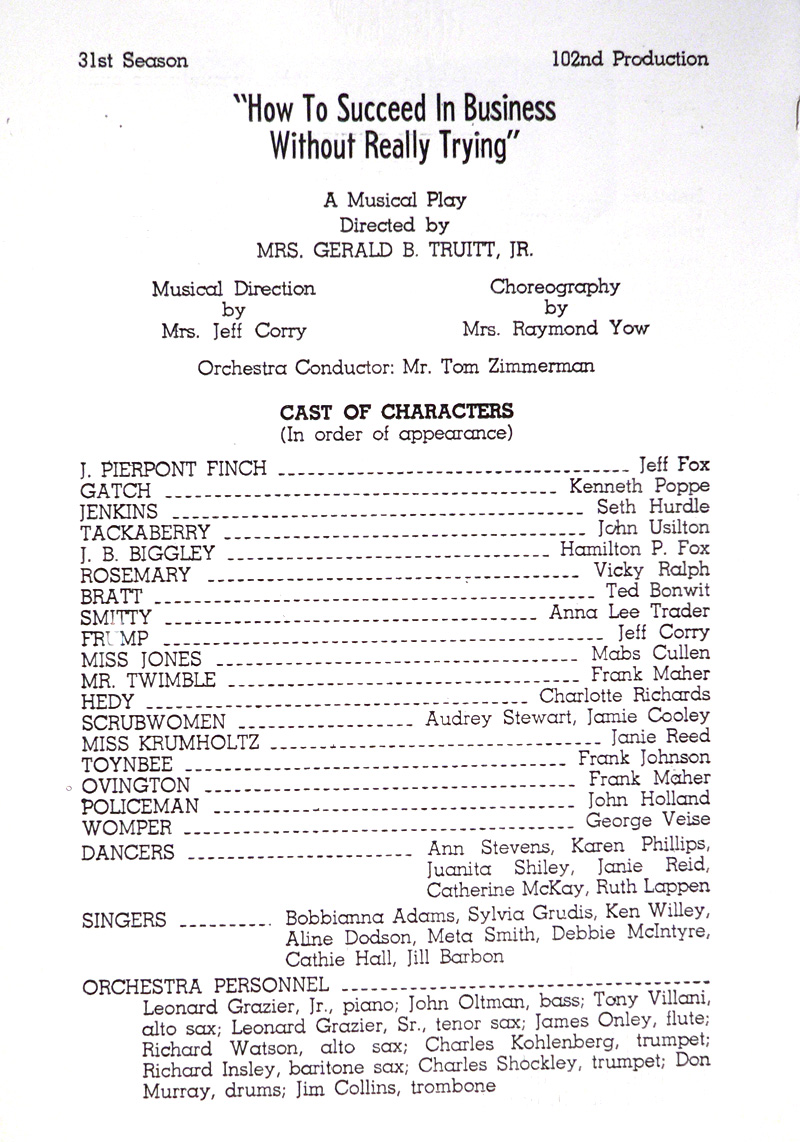 31st Season 102nd Production
"How To Succeed In Business
Without Really Trying"
A Musical Play
Directed by
MRS. GERALD B. TRUITT, JR.
Musical Direction Choreography
by by
Mrs. Jeff Corry Mrs. Raymond Yow
Orchestra Conductor: Mr. Tom Zimmerman
CAST OF CHARACTERS
(In order of appearance)
J. PIERPONT FINCH Jeff Fox
GATCH Kenneth Poppe
JENKINS Seth Hurdle
TACKABERRY John Usilton
J. B. BIGGLEY Hamilton P. Fox
ROSEMARY Vicky Ralph
BRATT Ted Bonwit
SMITTY Anna Lee Trader
FRUMP Jeff Corry
MISS JONES Mabs Cullen
MR. TWIMBLE Frank Maher
HEDY Charlotte Richards
SCRUBWOMEN Audrey Stewart, Jamie Cooley
MISS KRUMHOLTZ Janie Reed
TOYNBEE Frank Johnson
OVINGTON Frank Maher
POLICEMAN John Holland
WOMPER George Veise
DANCERS Ann Stevens, Karen Phillips,
Juanita Shiley, Janie Reid,
Catherine McKay, Ruth Lappen
SINGERS Bobbianna Adams, Sylvia Grudis, Ken Willey,
Aline Dodson, Meta Smith, Debbie McIntyre,
Cathie Hall, Jill Barbon
ORCHESTRA PERSONNEL
Leonard Grazier, Jr., piano; John Oltman, bass; Tony Villani,
alto sax; Leonard Grazier, Sr., tenor sax; James Onley, flute;
Richard Watson, alto sax; Charles Kohlenberg, trumpet;
Richard Insley, baritone sax; Charles Shockley, trumpet; Don
Murray, drums; Jim Collins, trombone